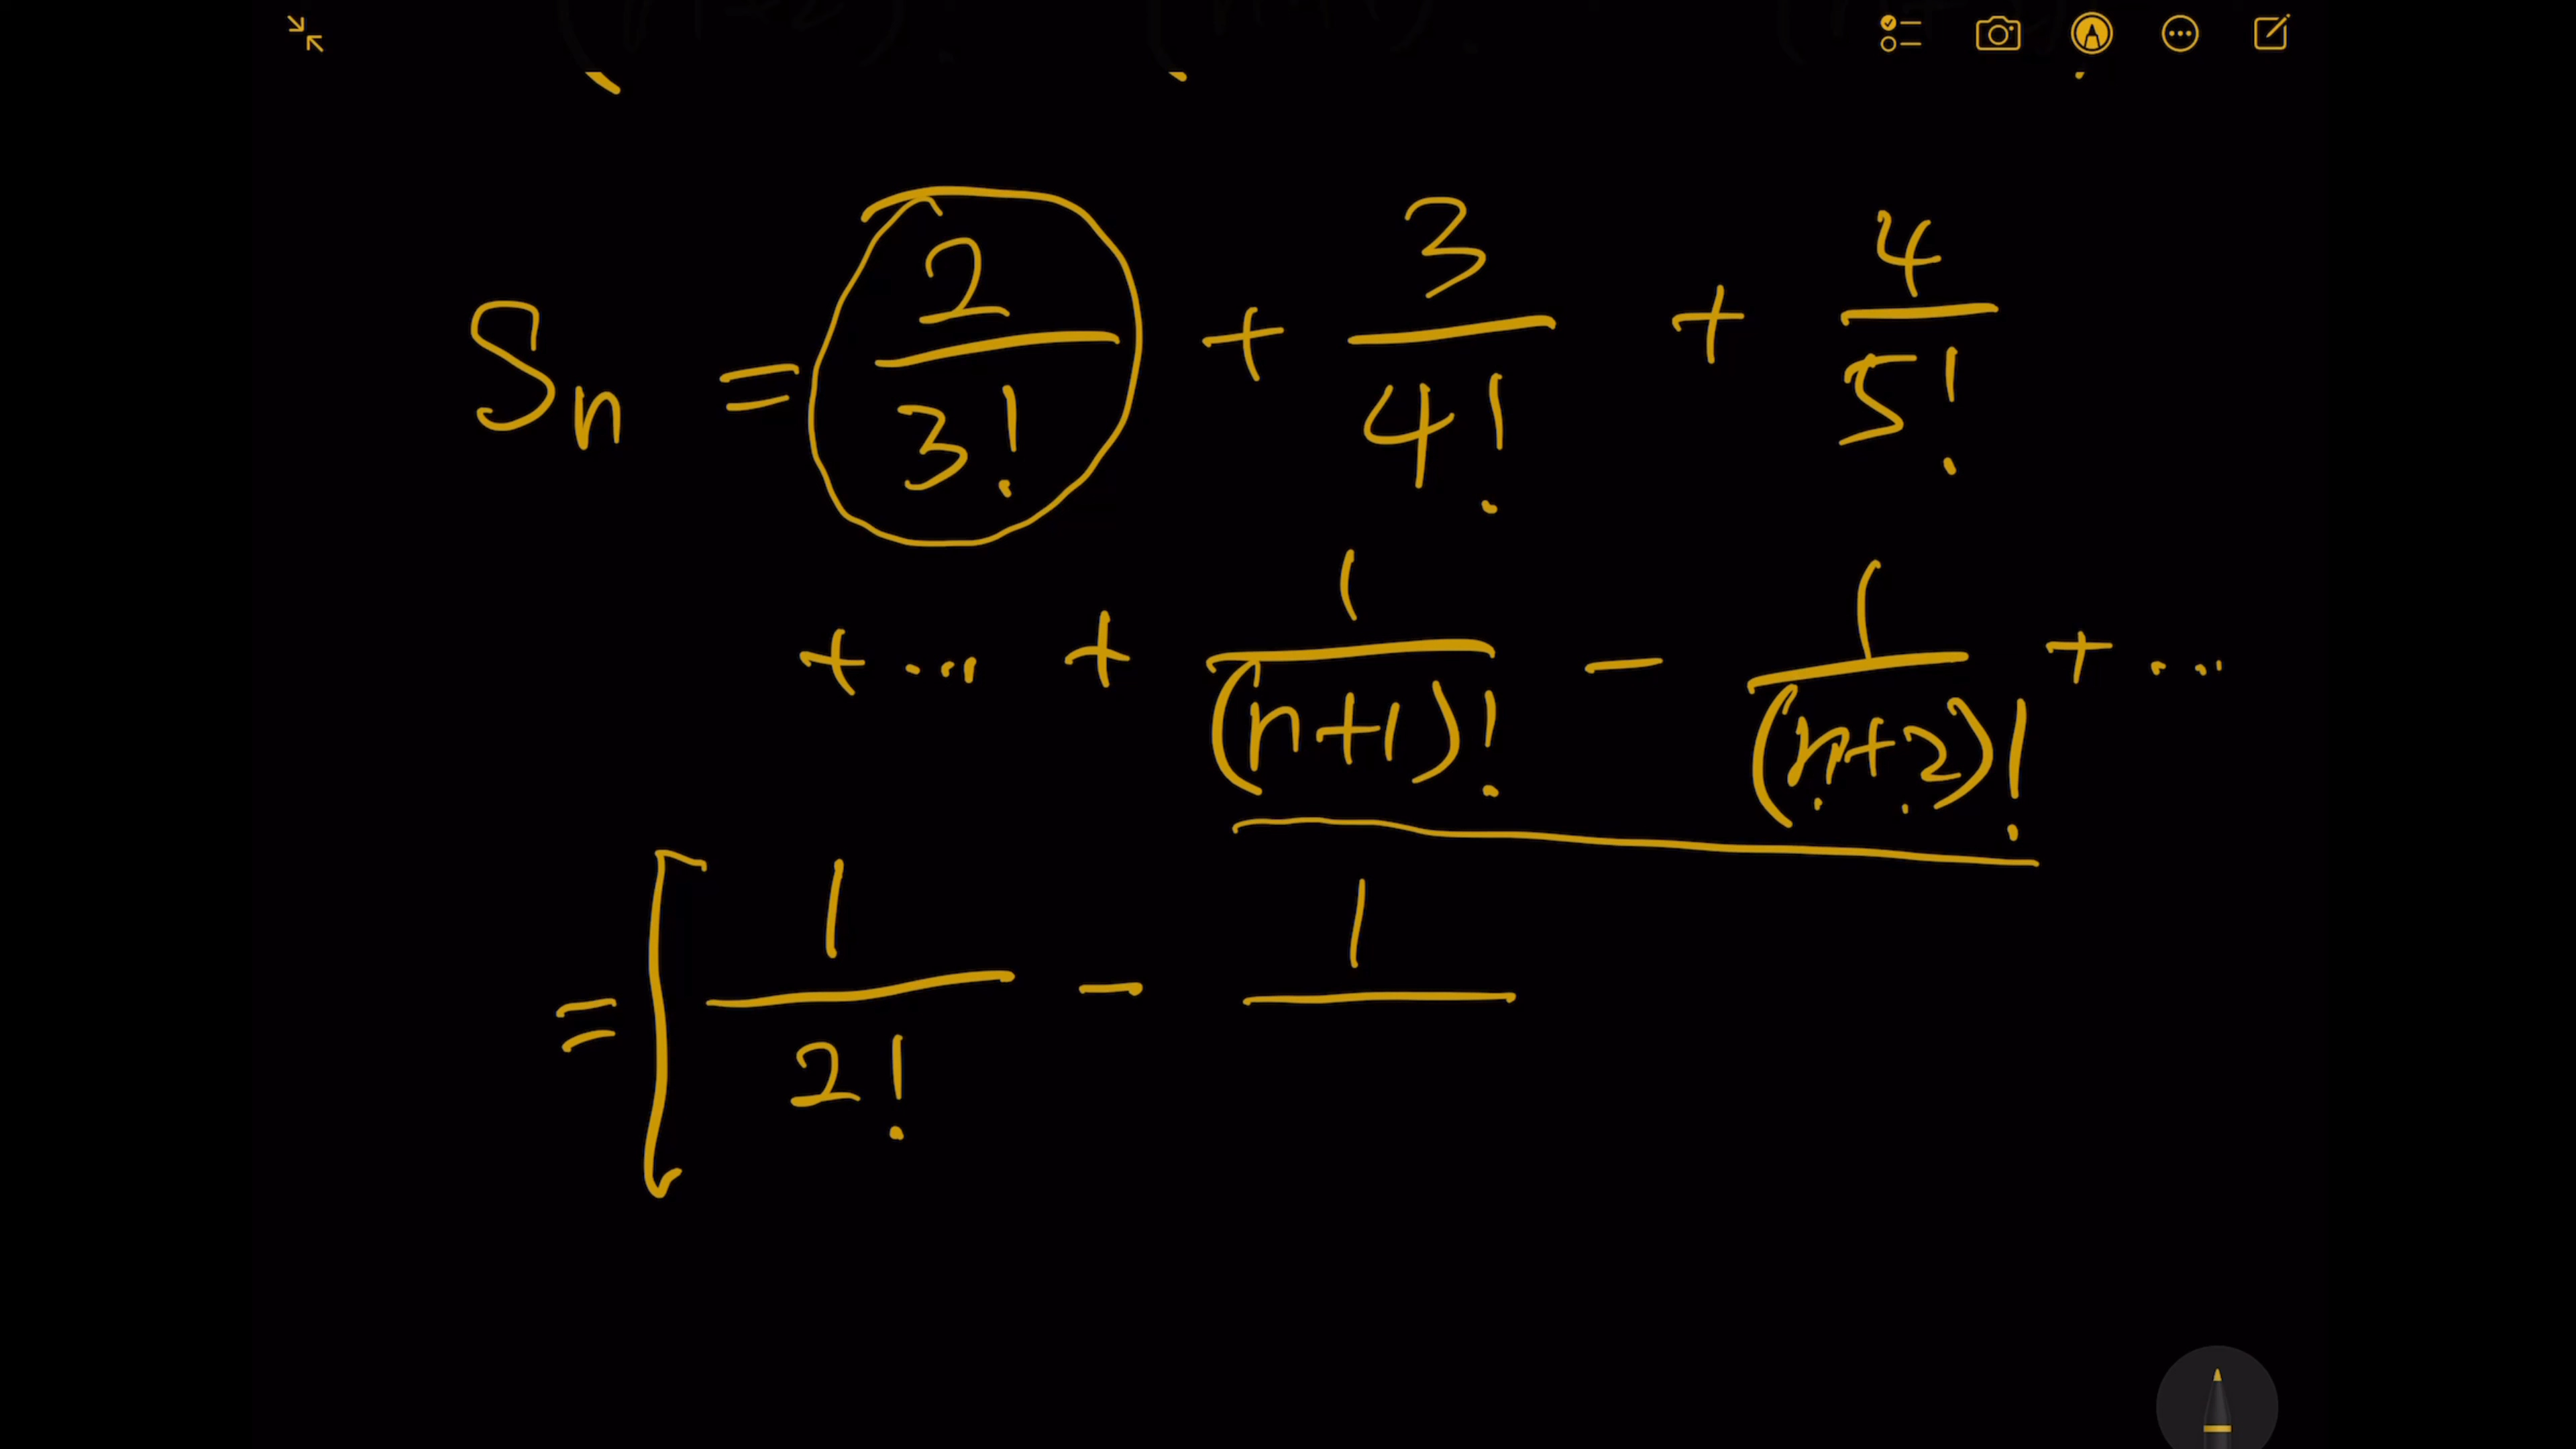 Sn = 2/3! + 3/4! + 4/5!
+ ... + 1/(n+1)! - 1/(n+2)! + ...
= [ 1/2! - 1/